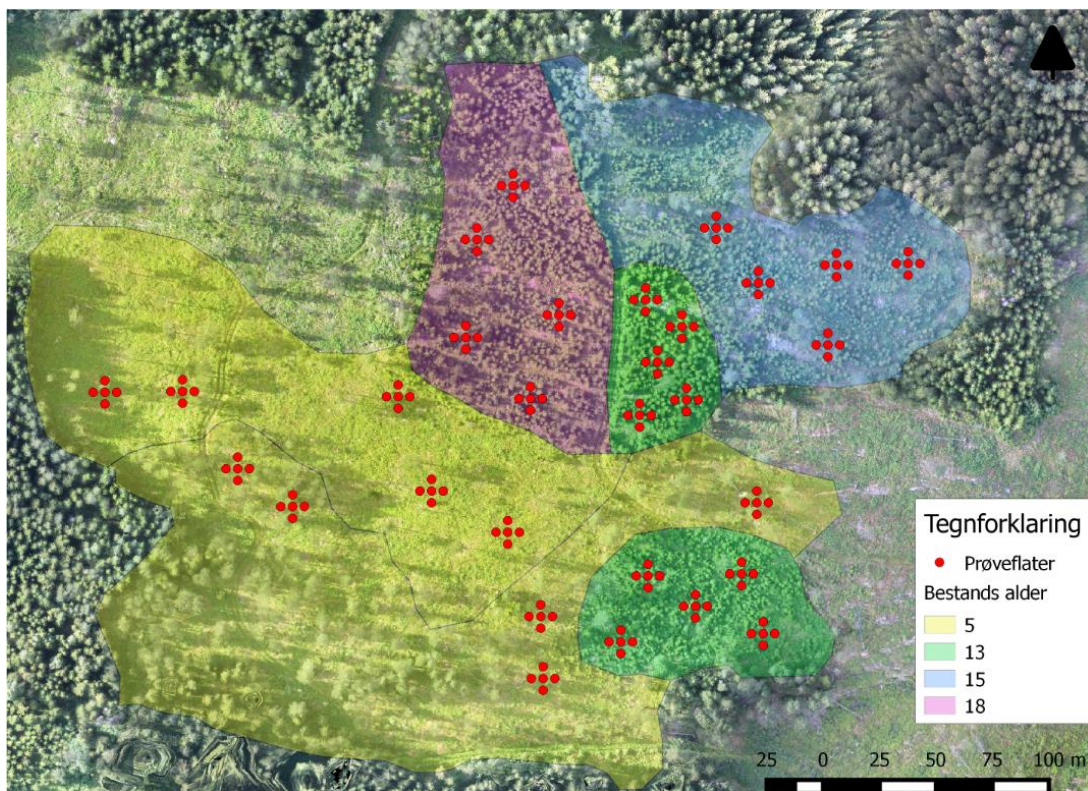 Tegnforklaring
Prøveflater
Bestands alder
5
13
15
18
25 0 25 50 75 100 m